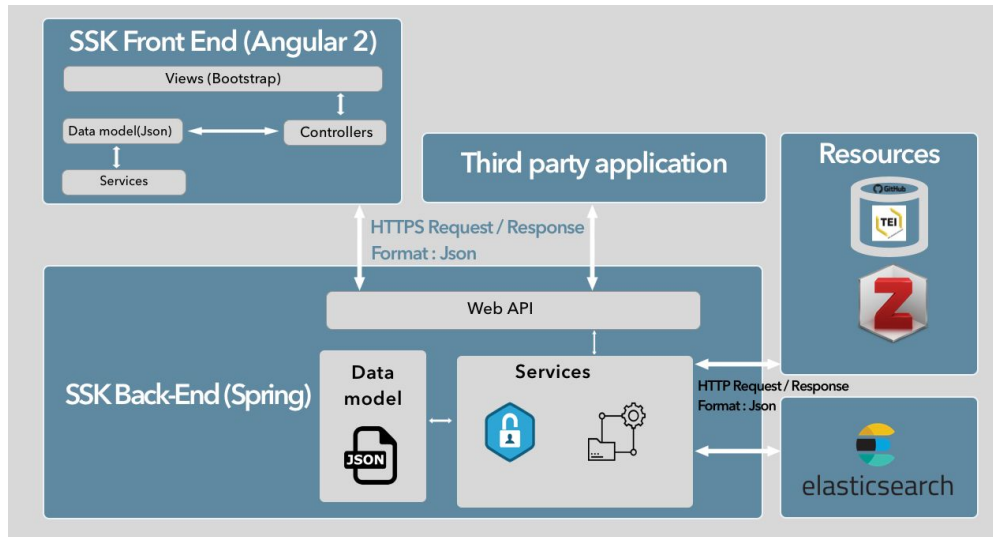 SSK Front End (Angular 2)
Views (Bootstrap)
Data model(Json)
Controllers
Services
Third party application
Resources
GitHub
TEI
Z
HTTPS Request / Response
Format : Json
Web API
SSK Back-End (Spring)
Data
model
JSON
Services
HTTP Request / Response
Format : Json
elasticsearch